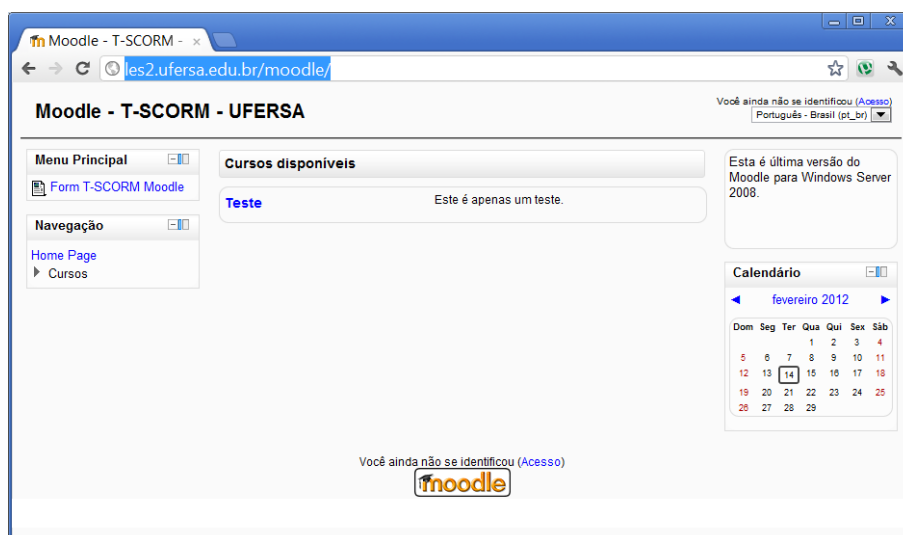 Moodle - T-SCORM -
les2.ufersa.edu.br/moodle/
Moodle - T-SCORM - UFERSA
Você ainda não se identificou (Acesso)
Português - Brasil (pt_br)
Menu Principal
Form T-SCORM Moodle
Navegação
Home Page
Cursos
Cursos disponíveis
Teste Este é apenas um teste.
Esta é última versão do
Moodle para Windows Server
2008.
Calendário
fevereiro 2012
Dom Seg Ter Qua Qui Sex Sáb
1 2 3 4
5 6 7 8 9 10 11
12 13 14 15 16 17 18
19 20 21 22 23 24 25
26 27 28 29
Você ainda não se identificou (Acesso)
moodle